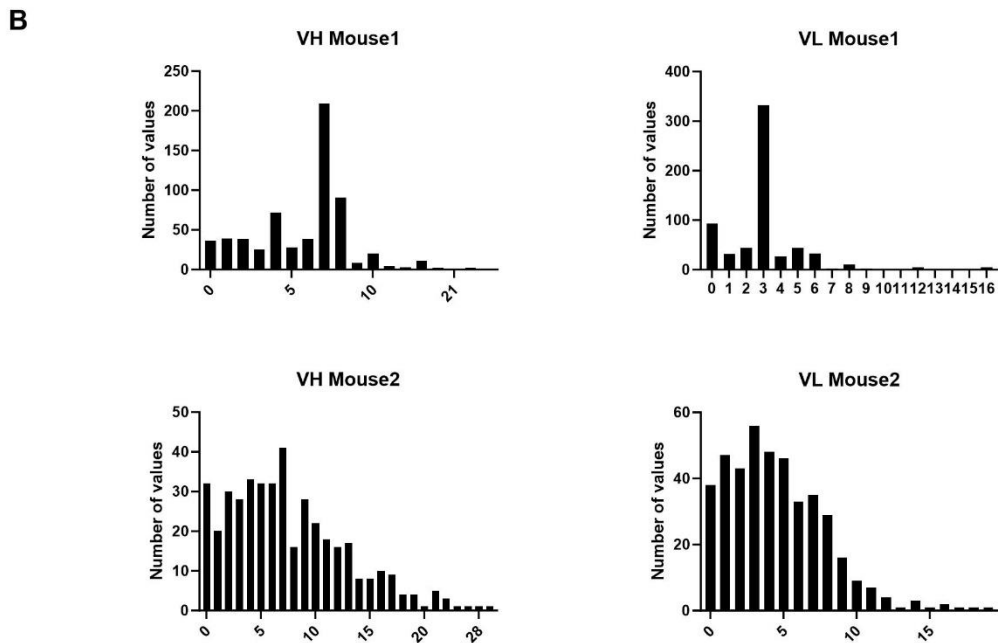 B
VH Mouse1
Number of values
250
200
150
100
50
0
0 5 10 21
VL Mouse1
Number of values
400
300
200
100
0
0 1 2 3 4 5 6 7 8 9 10 11 12 13 14 15 16
VH Mouse2
Number of values
50
40
30
20
10
0
0 5 10 15 20 28
VL Mouse2
Number of values
60
40
20
0
0 5 10 15